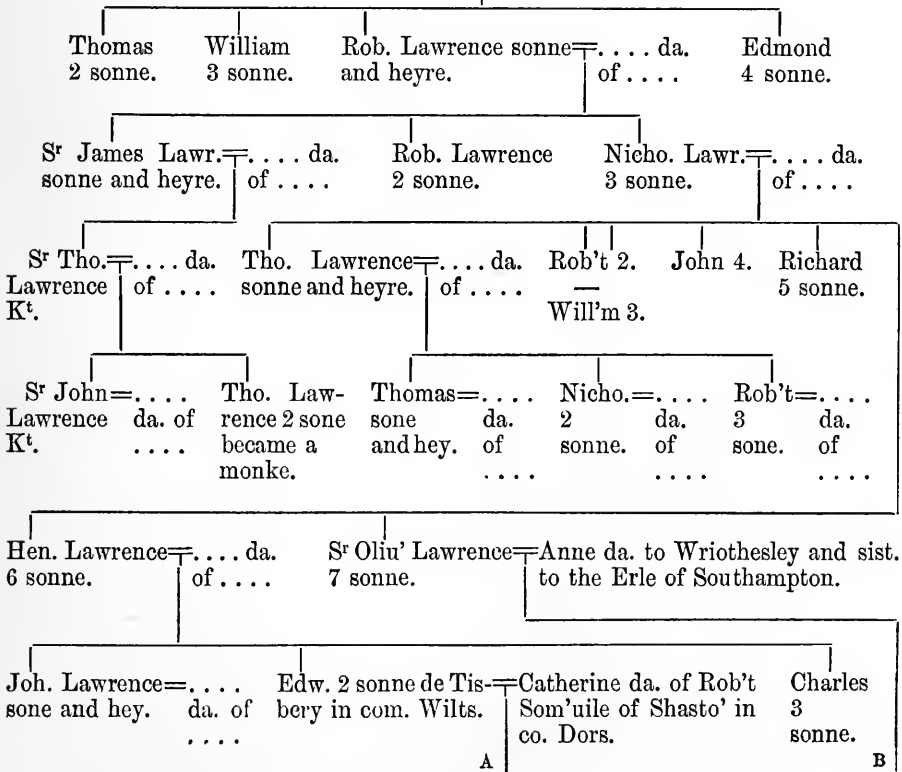 Thomas William Rob. Lawrence sonne=.... da. Edmond
2 sonne. 3 sonne. and heyre. of .... 4 sonne.
Sʳ James Lawr.=.... da. Rob. Lawrence Nicho. Lawr.=.... da.
sonne and heyre. of .... 2 sonne. 3 sonne. of ....
Sʳ Tho.=.... da. Tho. Lawrence=.... da. Rob't 2. John 4. Richard
Lawrence of .... sonne and heyre. of .... — 5 sonne.
Kᵗ. Will'm 3.
Sʳ John=.... Tho. Law- Thomas=.... Nicho.=.... Rob't=....
Lawrence da. of rence 2 sone sone da. 2 da. 3 da.
Kᵗ. .... became a and hey. of sonne. of sone. of
monke. .... .... ....
Hen. Lawrence=.... da. Sʳ Oliu' Lawrence=Anne da. to Wriothesley and sist.
6 sonne. of .... 7 sonne. to the Erle of Southampton.
Joh. Lawrence=.... Edw. 2 sonne de Tis-=Catherine da. of Rob't Charles
sone and hey. da. of bery in com. Wilts. Som'uile of Shasto' in 3
.... co. Dors. sonne.
A B